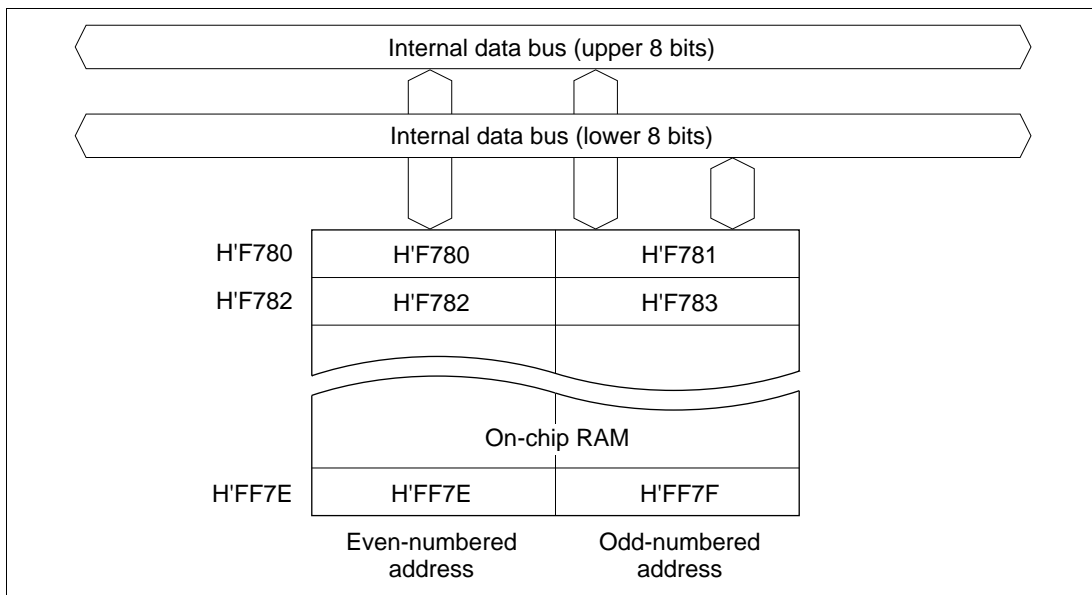 Internal data bus (upper 8 bits)
Internal data bus (lower 8 bits)
H'F780 H'F780 H'F781
H'F782 H'F782 H'F783
On-chip RAM
H'FF7E H'FF7E H'FF7F
Even-numbered address
Odd-numbered address